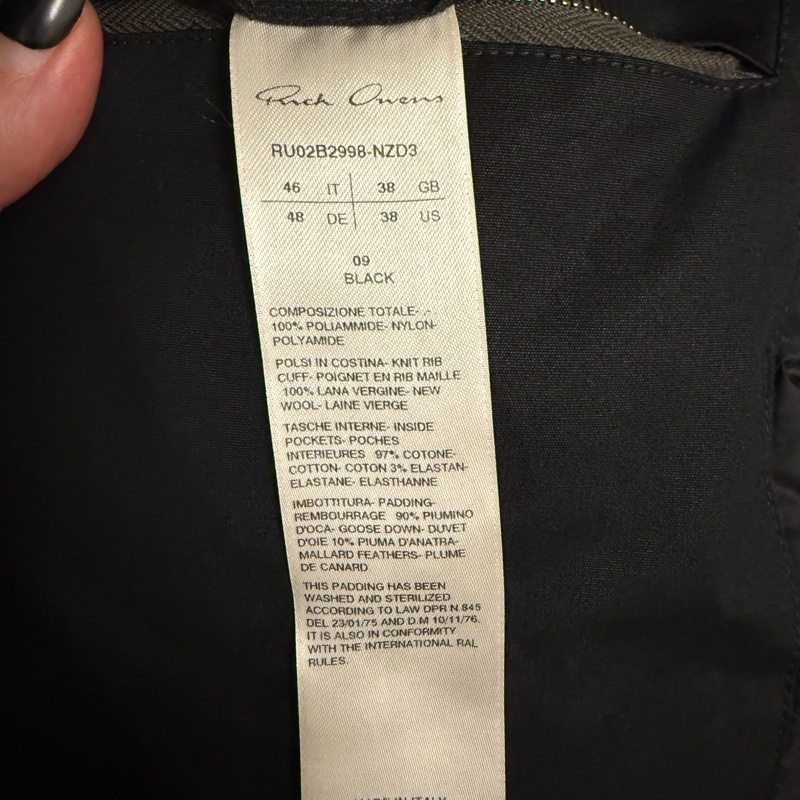 Rick Owens
RU02B2998-NZD3
46 IT 38 GB
48 DE 38 US
09
BLACK
COMPOSIZIONE TOTALE- .-
100% POLIAMMIDE- NYLON-
POLYAMIDE
POLSI IN COSTINA- KNIT RIB
CUFF- POIGNET EN RIB MAILLE
100% LANA VERGINE- NEW
WOOL- LAINE VIERGE
TASCHE INTERNE- INSIDE
POCKETS- POCHES
INTERIEURES 97% COTONE-
COTTON- COTON 3% ELASTAN-
ELASTANE- ELASTHANNE
IMBOTTITURA- PADDING-
REMBOURRAGE 90% PIUMINO
D'OCA- GOOSE DOWN- DUVET
D'OIE 10% PIUMA D'ANATRA-
MALLARD FEATHERS- PLUME
DE CANARD
THIS PADDING HAS BEEN
WASHED AND STERILIZED
ACCORDING TO LAW DPR N.845
DEL 23/01/75 AND D.M 10/11/76.
IT IS ALSO IN CONFORMITY
WITH THE INTERNATIONAL RAL
RULES.